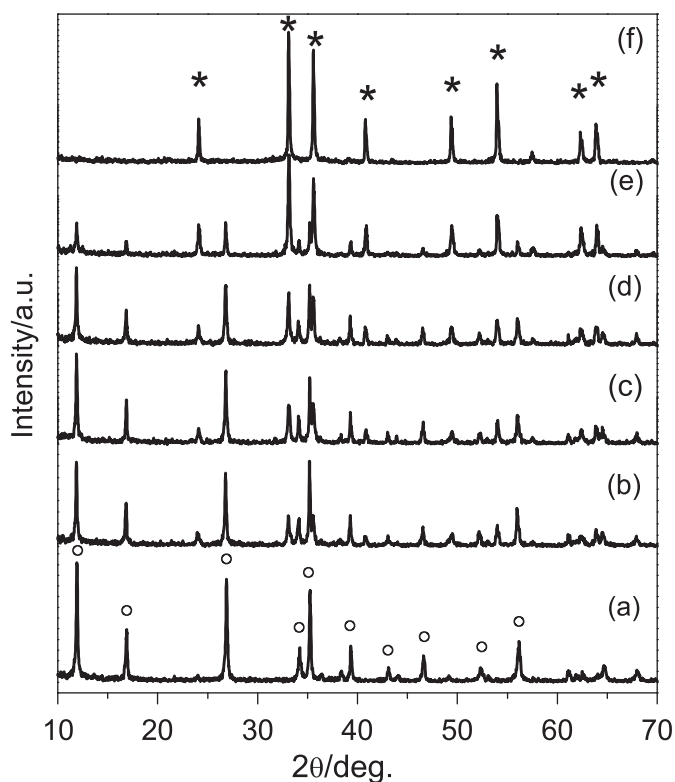 (f)
* * * * * * * *
(e)
(d)
(c)
(b)
(a)
Intensity/a.u.
10 20 30 40 50 60 70
2θ/deg.